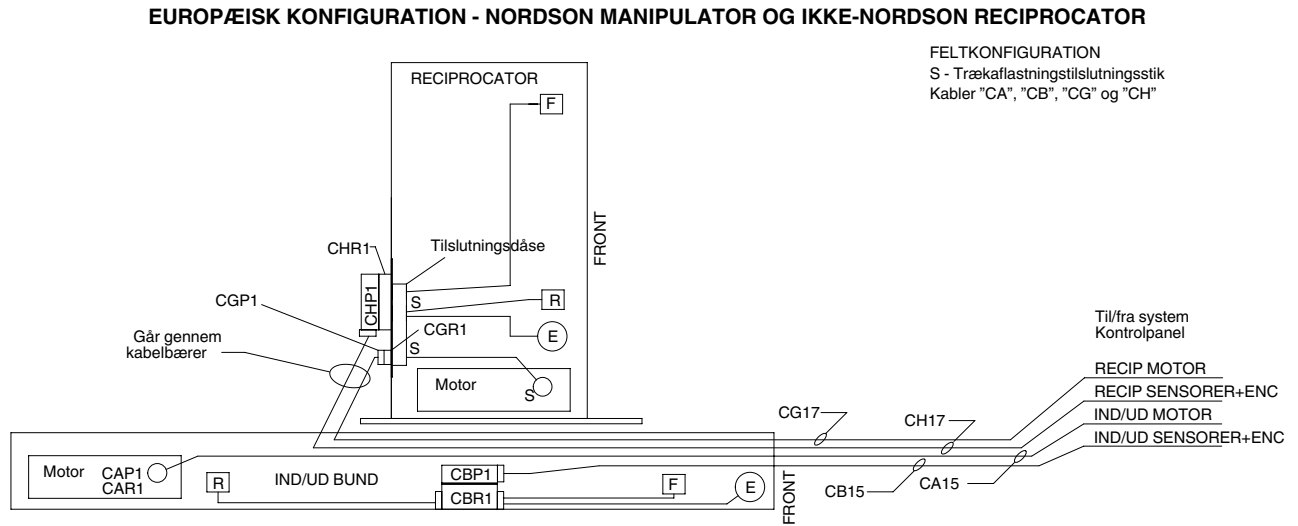 EUROPÆISK KONFIGURATION - NORDSON MANIPULATOR OG IKKE-NORDSON RECIPROCATOR
FELTKONFIGURATION
S - Trækaflastningstilslutningsstik
Kabler ”CA”, ”CB”, ”CG” og ”CH”
RECIPROCATOR
F
FRONT
CHR1
Tilslutningsdåse
CHP1
S
R
CGP1
CGR1
E
Går gennem
kabelbærer
S
Motor
S
Til/fra system
Kontrolpanel
RECIP MOTOR
RECIP SENSORER+ENC
IND/UD MOTOR
IND/UD SENSORER+ENC
CG17
CH17
Motor
CAP1
CAR1
R
IND/UD BUND
CBP1
CBR1
F
E
FRONT
CB15
CA15